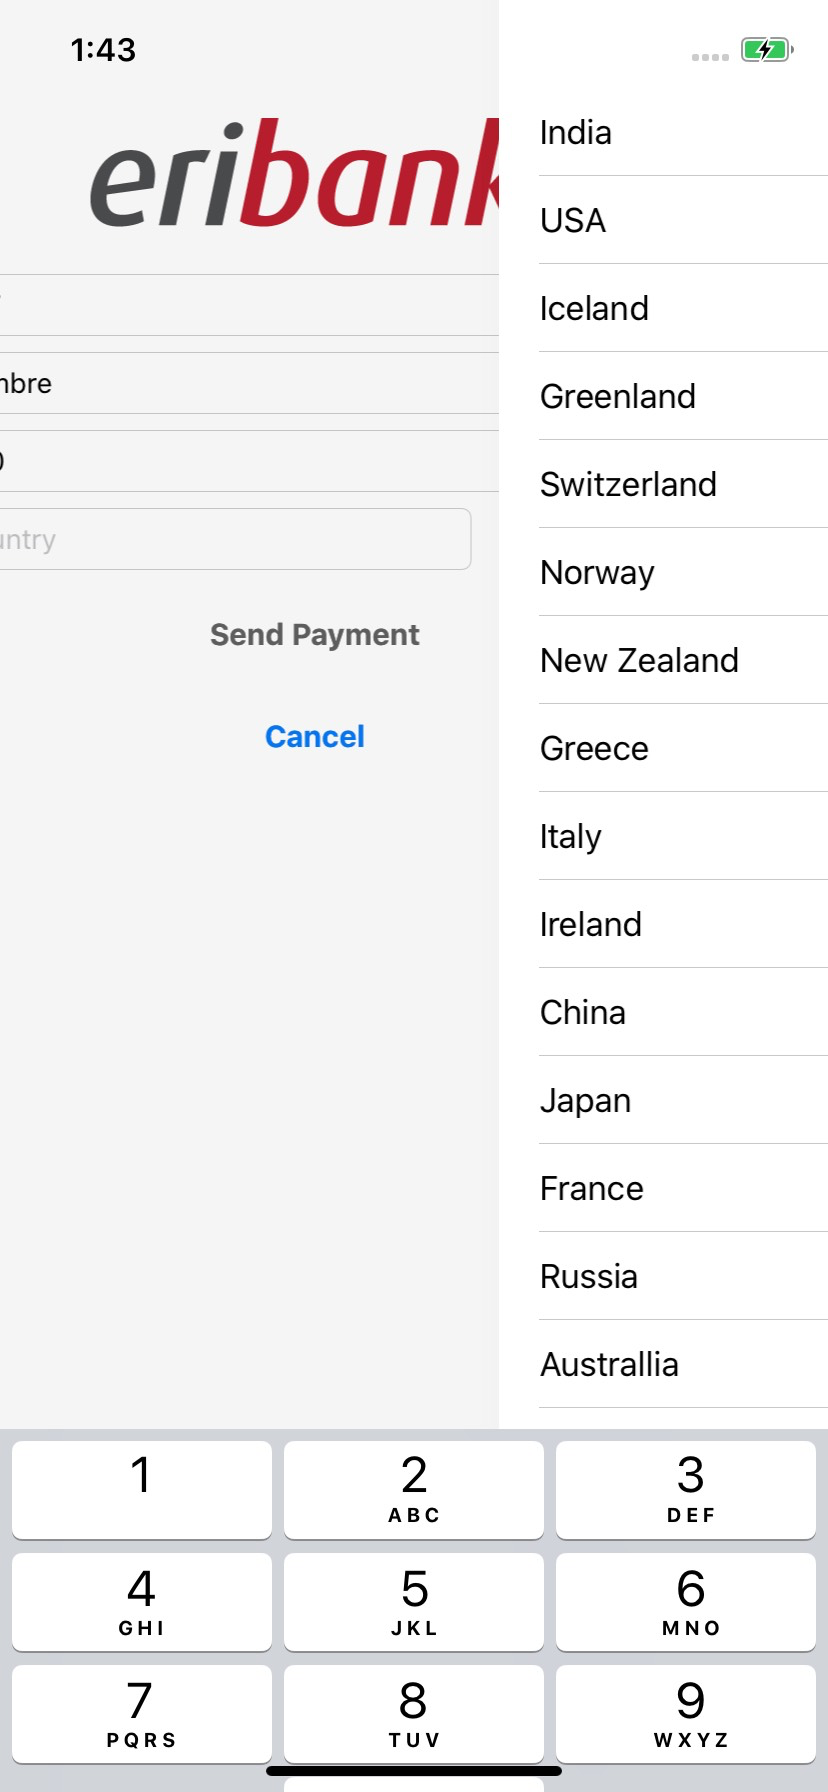 1:43
eribank
mbre
0
untry
Send Payment
Cancel
India
USA
Iceland
Greenland
Switzerland
Norway
New Zealand
Greece
Italy
Ireland
China
Japan
France
Russia
Australlia
1
2
ABC
3
DEF
4
GHI
5
JKL
6
MNO
7
PQRS
8
TUV
9
WXYZ